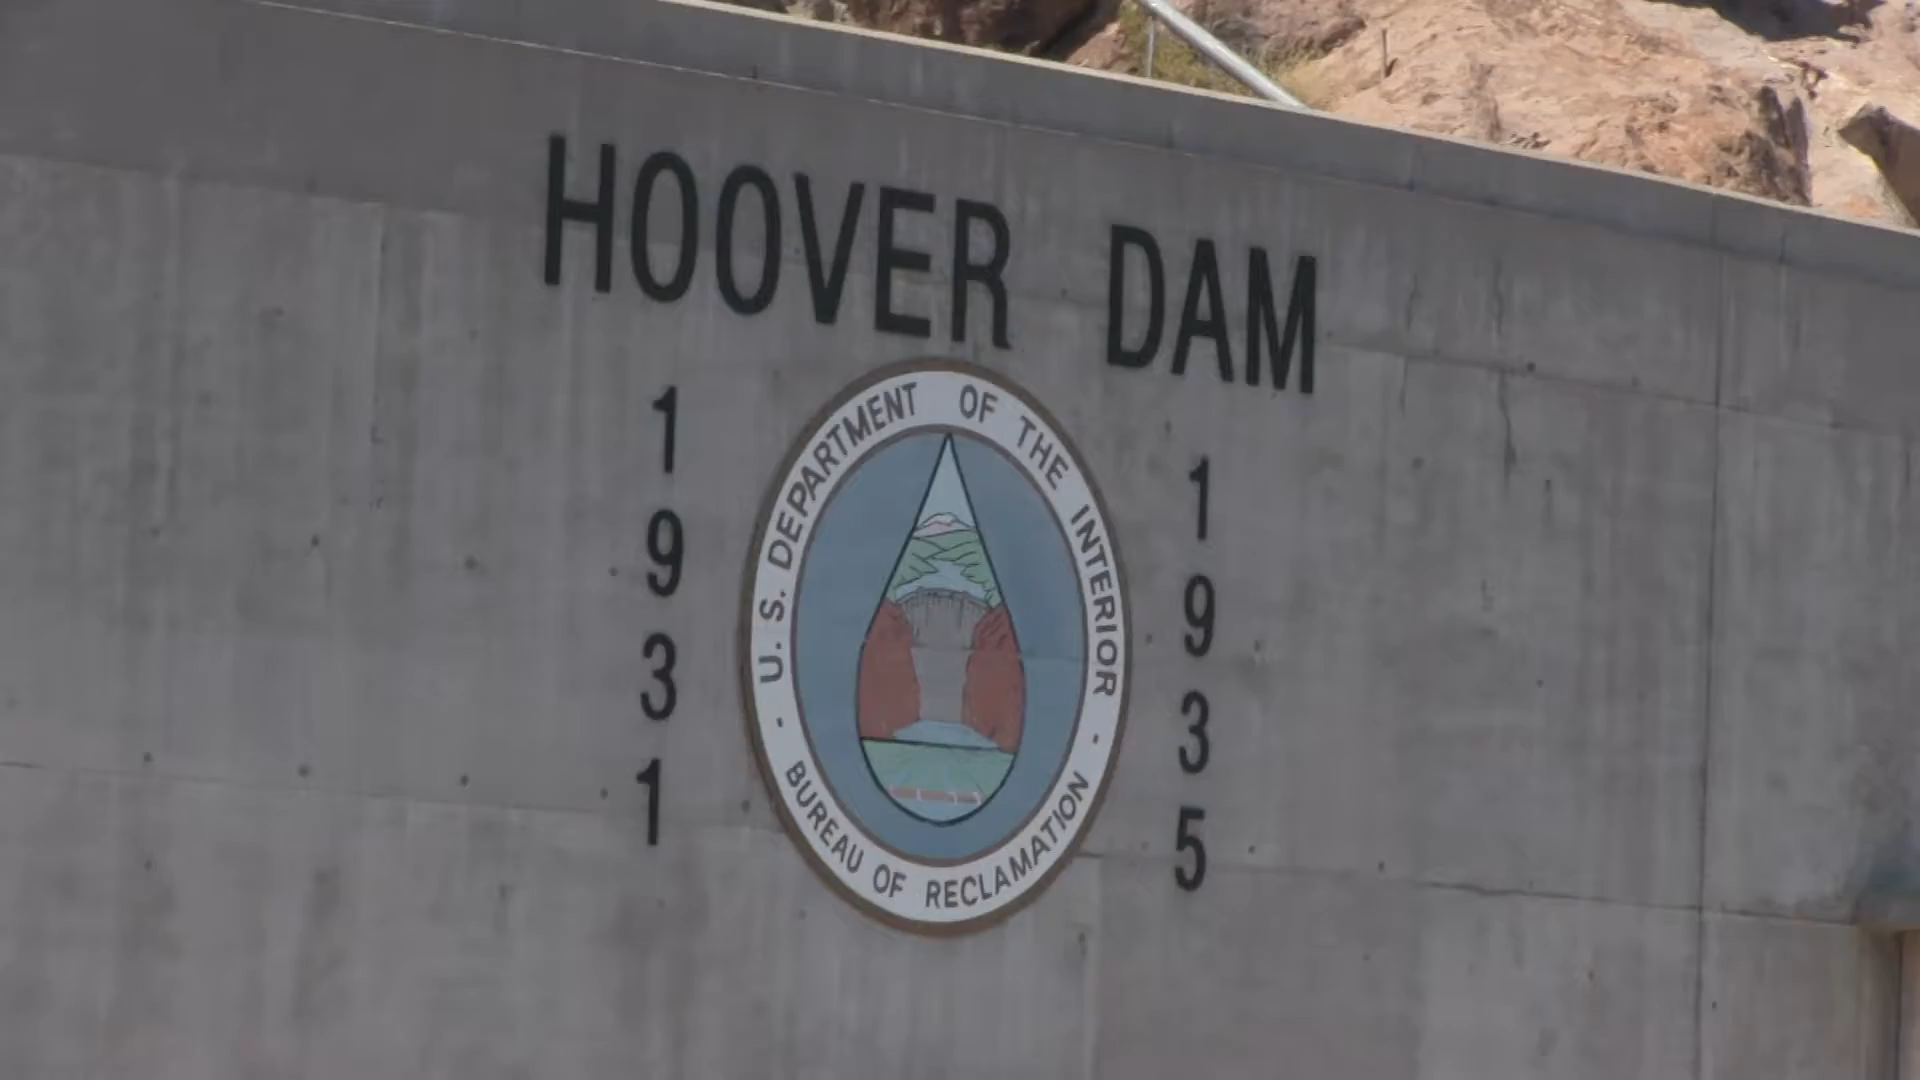 HOOVER DAM
1931
1935
U.S. DEPARTMENT OF THE INTERIOR
· BUREAU OF RECLAMATION ·